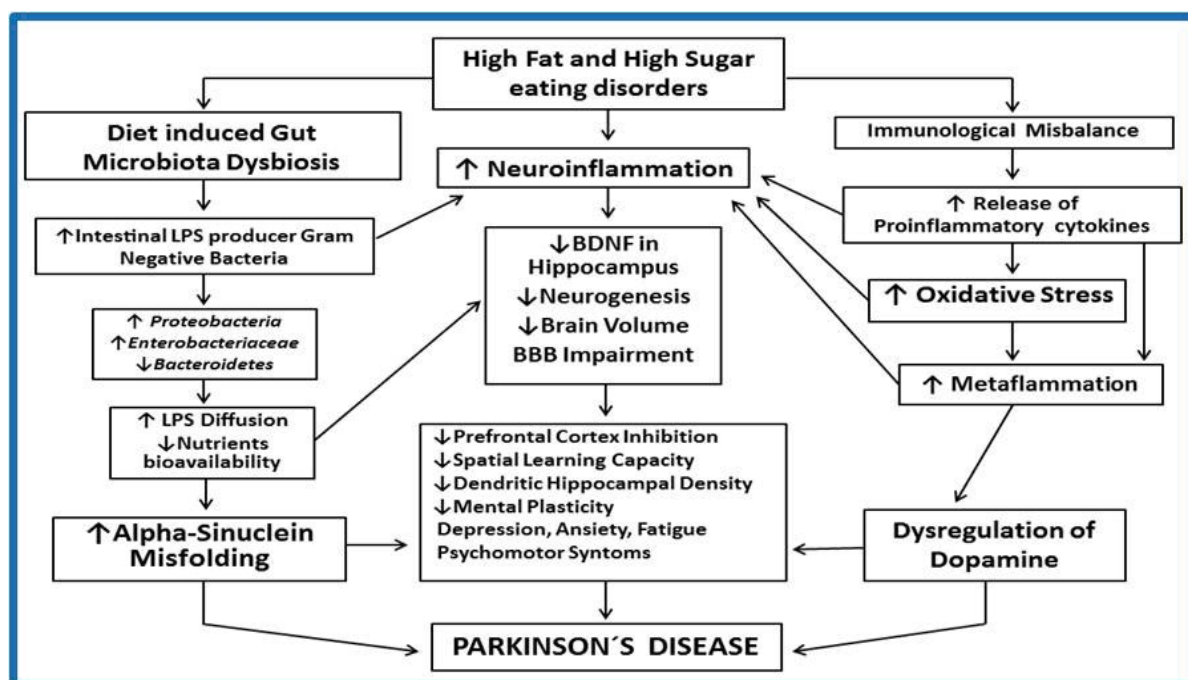 High Fat and High Sugar
eating disorders
Diet induced Gut
Microbiota Dysbiosis
↑ Neuroinflammation
Immunological Misbalance
↑Intestinal LPS producer Gram
Negative Bacteria
↑ Release of
Proinflammatory cytokines
↓BDNF in
Hippocampus
↓Neurogenesis
↓Brain Volume
BBB Impairment
↑ Oxidative Stress
↑ Proteobacteria
↑Enterobacteriaceae
↓Bacteroidetes
↑ Metaflammation
↑ LPS Diffusion
↓Nutrients
bioavailability
↓Prefrontal Cortex Inhibition
↓Spatial Learning Capacity
↓Dendritic Hippocampal Density
↓Mental Plasticity
Depression, Ansiety, Fatigue
Psychomotor Syntoms
↑Alpha-Sinuclein
Misfolding
Dysregulation of
Dopamine
PARKINSON´S DISEASE